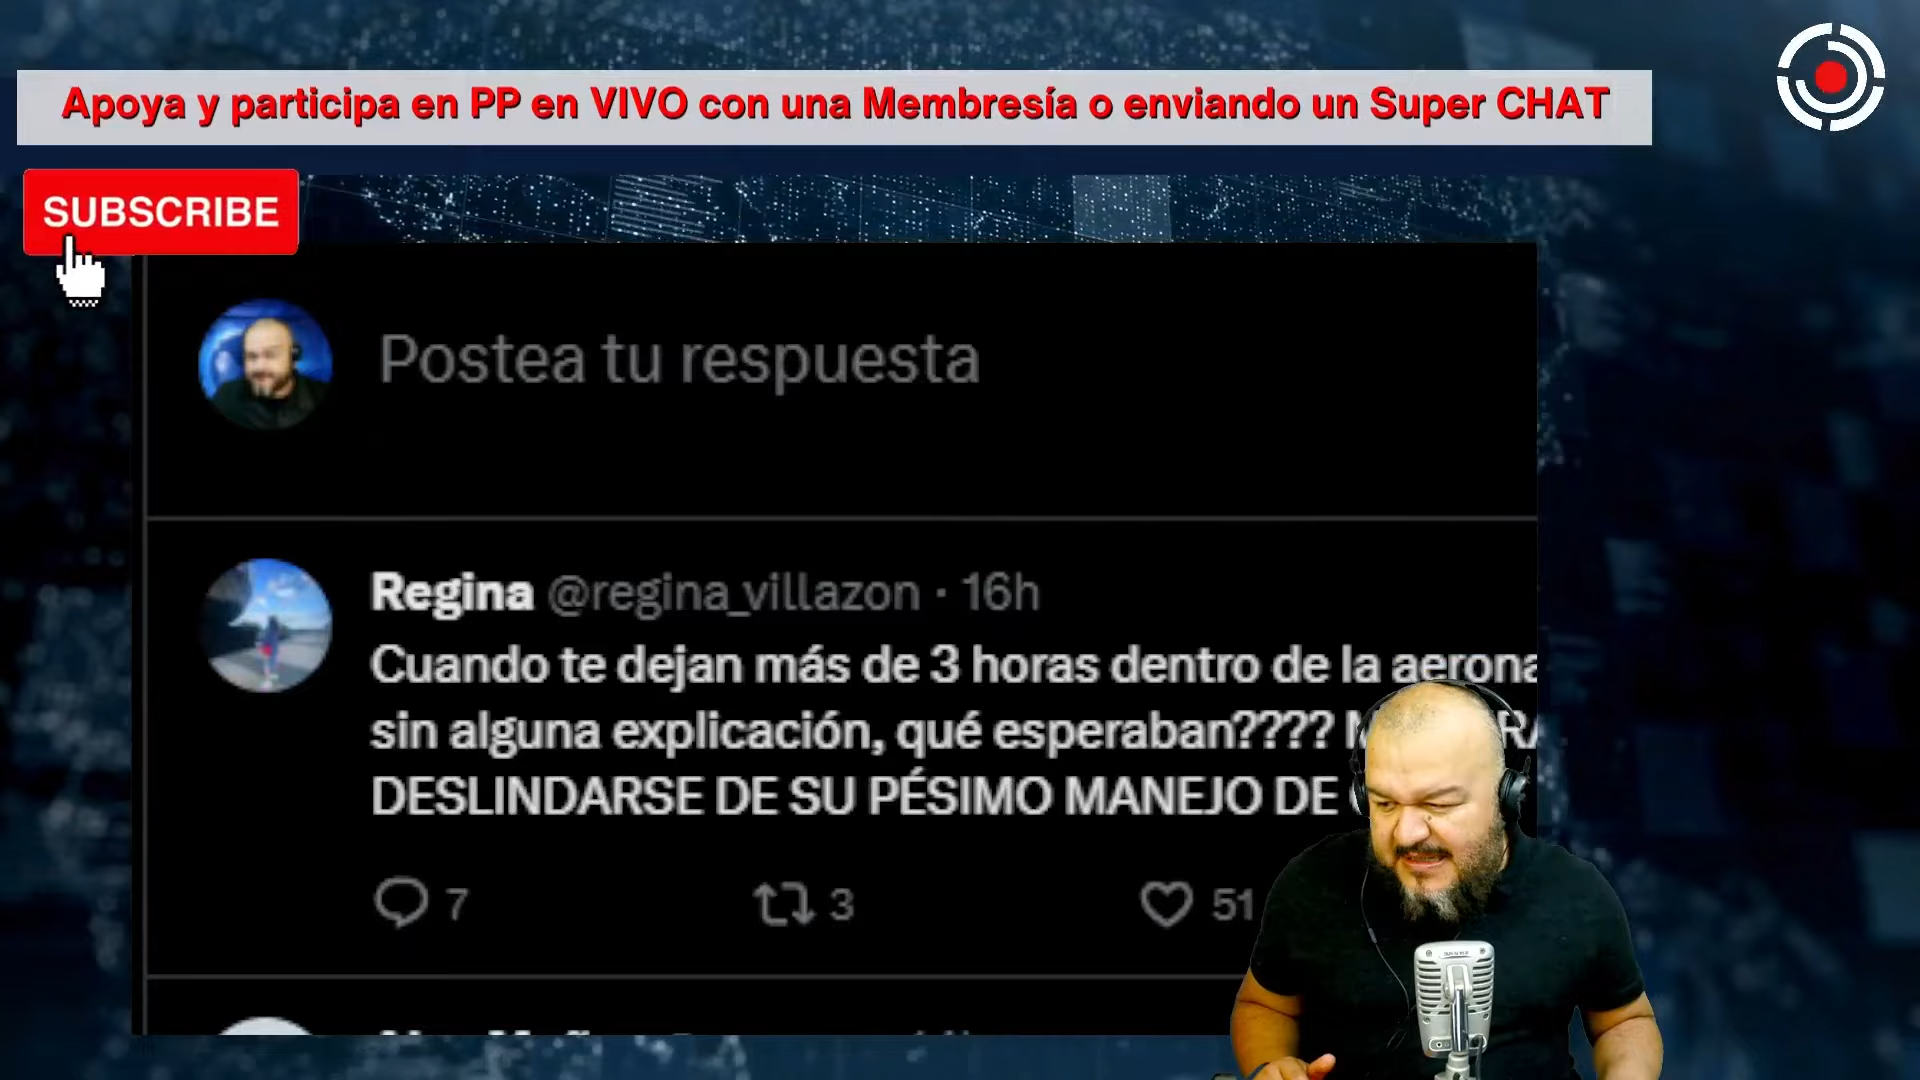 Apoya y participa en PP en VIVO con una Membresía o enviando un Super CHAT
SUBSCRIBE
Postea tu respuesta
Regina @regina_villazon · 16h
Cuando te dejan más de 3 horas dentro de la aerona
sin alguna explicación, qué esperaban????
DESLINDARSE DE SU PÉSIMO MANEJO DE
7 3 51